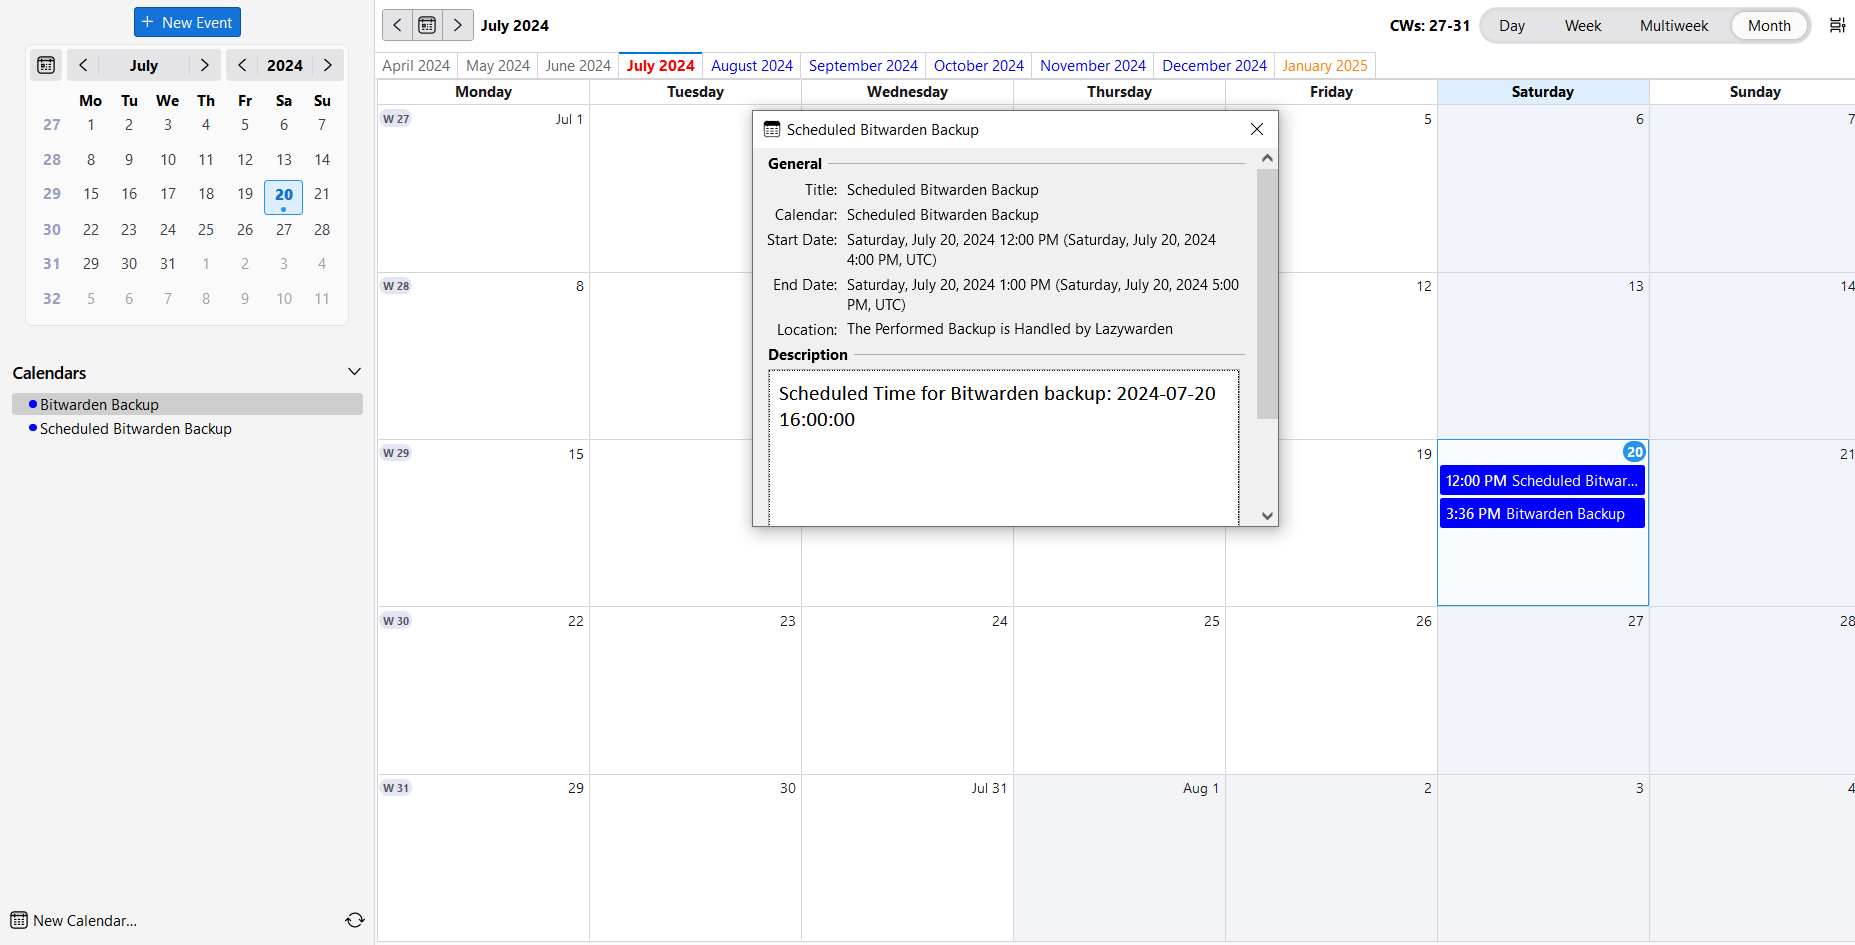 New Event
July 2024
Mo Tu We Th Fr Sa Su
27 1 2 3 4 5 6 7
28 8 9 10 11 12 13 14
29 15 16 17 18 19 20 21
30 22 23 24 25 26 27 28
31 29 30 31 1 2 3 4
32 5 6 7 8 9 10 11
Calendars
Bitwarden Backup
Scheduled Bitwarden Backup
New Calendar...
July 2024
CWs: 27-31
Day Week Multiweek Month
April 2024 May 2024 June 2024 July 2024 August 2024 September 2024 October 2024 November 2024 December 2024 January 2025
Monday Tuesday Wednesday Thursday Friday Saturday Sunday
W 27 Jul 1 5 6 7
W 28 8 12 13 14
W 29 15 19 20 21
12:00 PM Scheduled Bitwar...
3:36 PM Bitwarden Backup
W 30 22 23 24 25 26 27 28
W 31 29 30 Jul 31 Aug 1 2 3 4
Scheduled Bitwarden Backup
General
Title: Scheduled Bitwarden Backup
Calendar: Scheduled Bitwarden Backup
Start Date: Saturday, July 20, 2024 12:00 PM (Saturday, July 20, 2024
4:00 PM, UTC)
End Date: Saturday, July 20, 2024 1:00 PM (Saturday, July 20, 2024 5:00
PM, UTC)
Location: The Performed Backup is Handled by Lazywarden
Description
Scheduled Time for Bitwarden backup: 2024-07-20
16:00:00